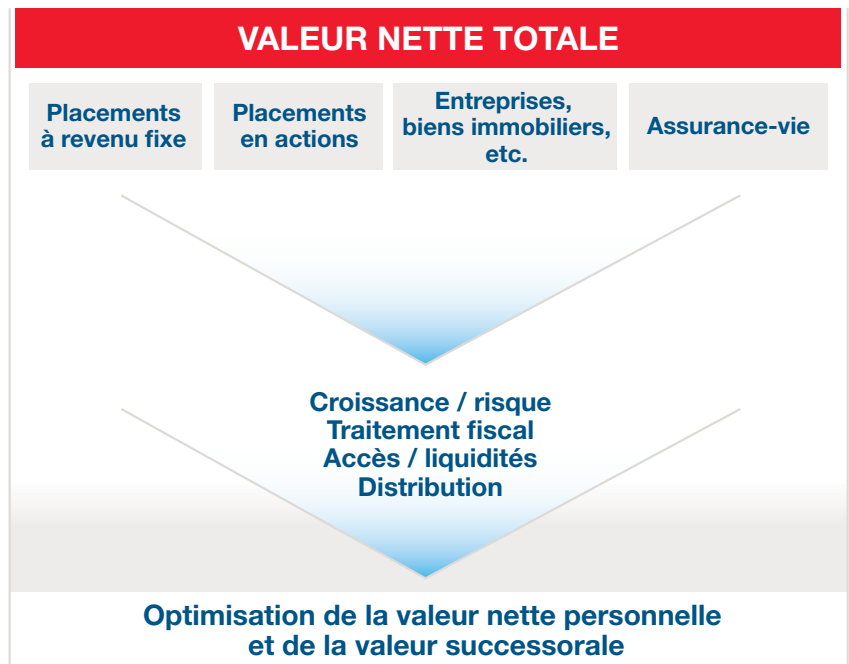 VALEUR NETTE TOTALE
Placements
à revenu fixe
Placements
en actions
Entreprises,
biens immobiliers,
etc.
Assurance-vie
Croissance / risque
Traitement fiscal
Accès / liquidités
Distribution
Optimisation de la valeur nette personnelle
et de la valeur successorale